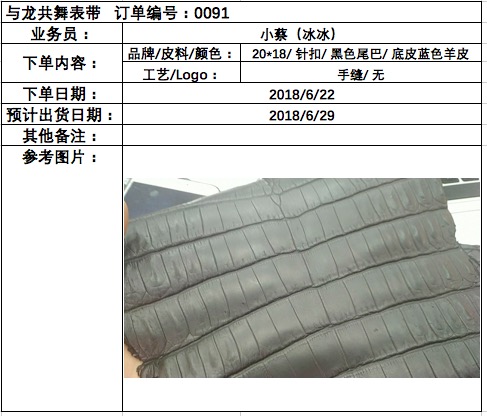 与龙共舞表带 订单编号：0091
业务员： 小蔡（冰冰）
下单内容： 品牌/皮料/颜色： 20*18/ 针扣/ 黑色尾巴/ 底皮蓝色羊皮
工艺/Logo： 手缝/ 无
下单日期： 2018/6/22
预计出货日期： 2018/6/29
其他备注：
参考图片：